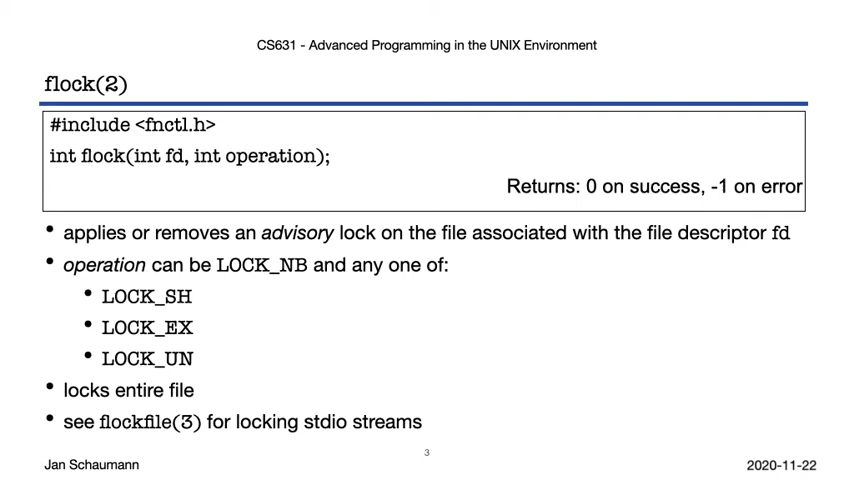 CS631 - Advanced Programming in the UNIX Environment
flock(2)
#include <fnctl.h>
int flock(int fd, int operation);
Returns: 0 on success, -1 on error
• applies or removes an advisory lock on the file associated with the file descriptor fd
• operation can be LOCK_NB and any one of:
• LOCK_SH
• LOCK_EX
• LOCK_UN
• locks entire file
• see flockfile(3) for locking stdio streams
3
Jan Schaumann
2020-11-22